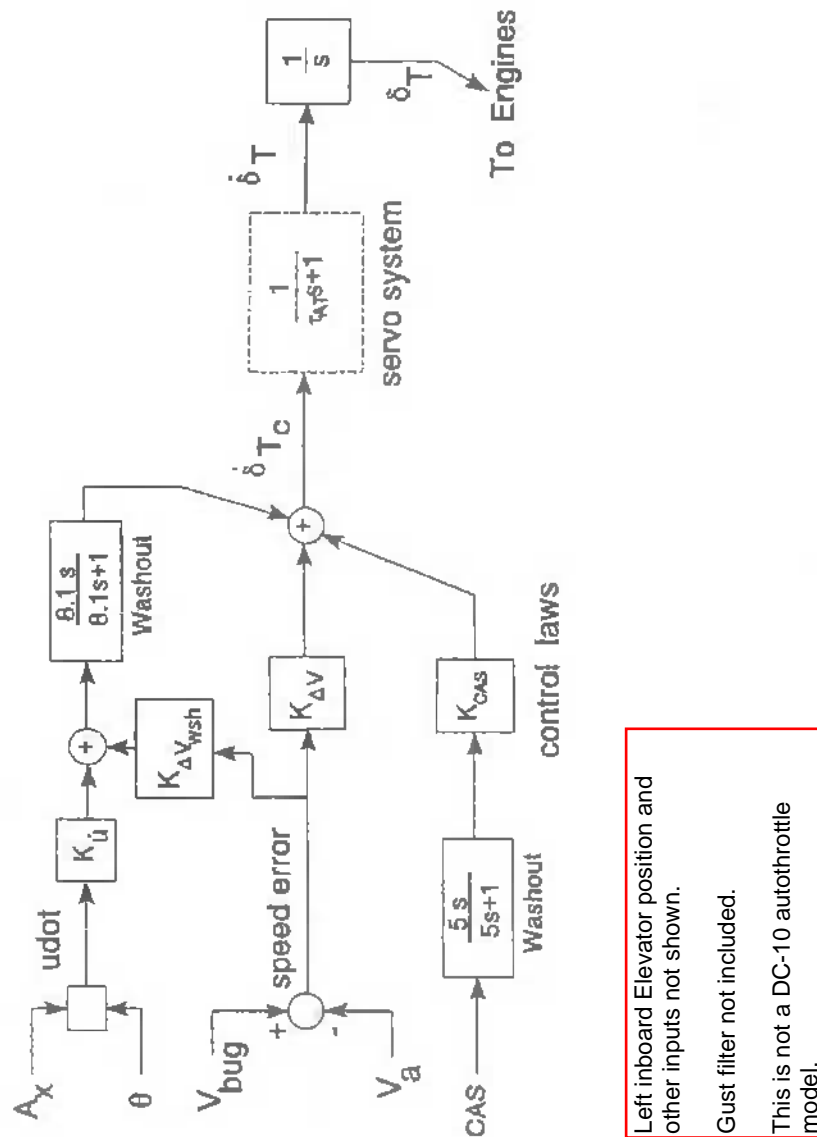 A_x
θ
udot
K_u̇
+
8.1 s
8.1s+1
Washout
V_bug
+
-
V_a
speed error
K_ΔV_wsh
K_ΔV
+
CAS
5 s
5s+1
Washout
K_CAS
control laws
δ̇_T_C
1
τ_AT s+1
servo system
δ̇_T
1
s
δ_T
To Engines
Left inboard Elevator position and
other inputs not shown.
Gust filter not included.
This is not a DC-10 autothrottle
model.